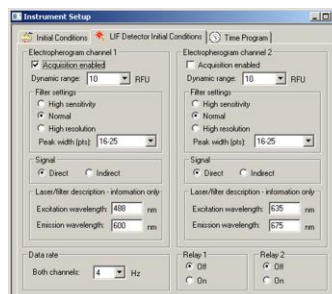 Instrument Setup
Initial Conditions
LIF Detector Initial Conditions
Time Program
Electropherogram channel 1
Acquisition enabled
Dynamic range: 10 RFU
Filter settings
High sensitivity
Normal
High resolution
Peak width (pts): 16-25
Signal
Direct
Indirect
Laser/filter description - information only
Excitation wavelength: 488 nm
Emission wavelength: 600 nm
Electropherogram channel 2
Acquisition enabled
Dynamic range: 10 RFU
Filter settings
High sensitivity
Normal
High resolution
Peak width (pts): 16-25
Signal
Direct
Indirect
Laser/filter description - information only
Excitation wavelength: 635 nm
Emission wavelength: 675 nm
Data rate
Both channels: 4 Hz
Relay 1
Off
On
Relay 2
Off
On